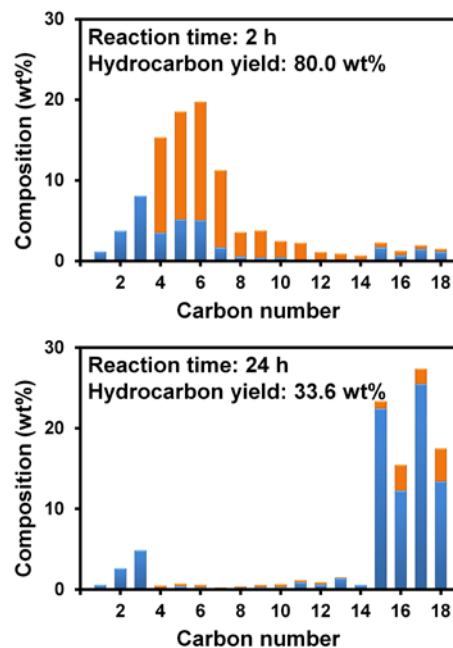 30
Reaction time: 2 h
Hydrocarbon yield: 80.0 wt%
20
10
0
Composition (wt%)
2 4 6 8 10 12 14 16 18
Carbon number
30
Reaction time: 24 h
Hydrocarbon yield: 33.6 wt%
20
10
0
Composition (wt%)
2 4 6 8 10 12 14 16 18
Carbon number